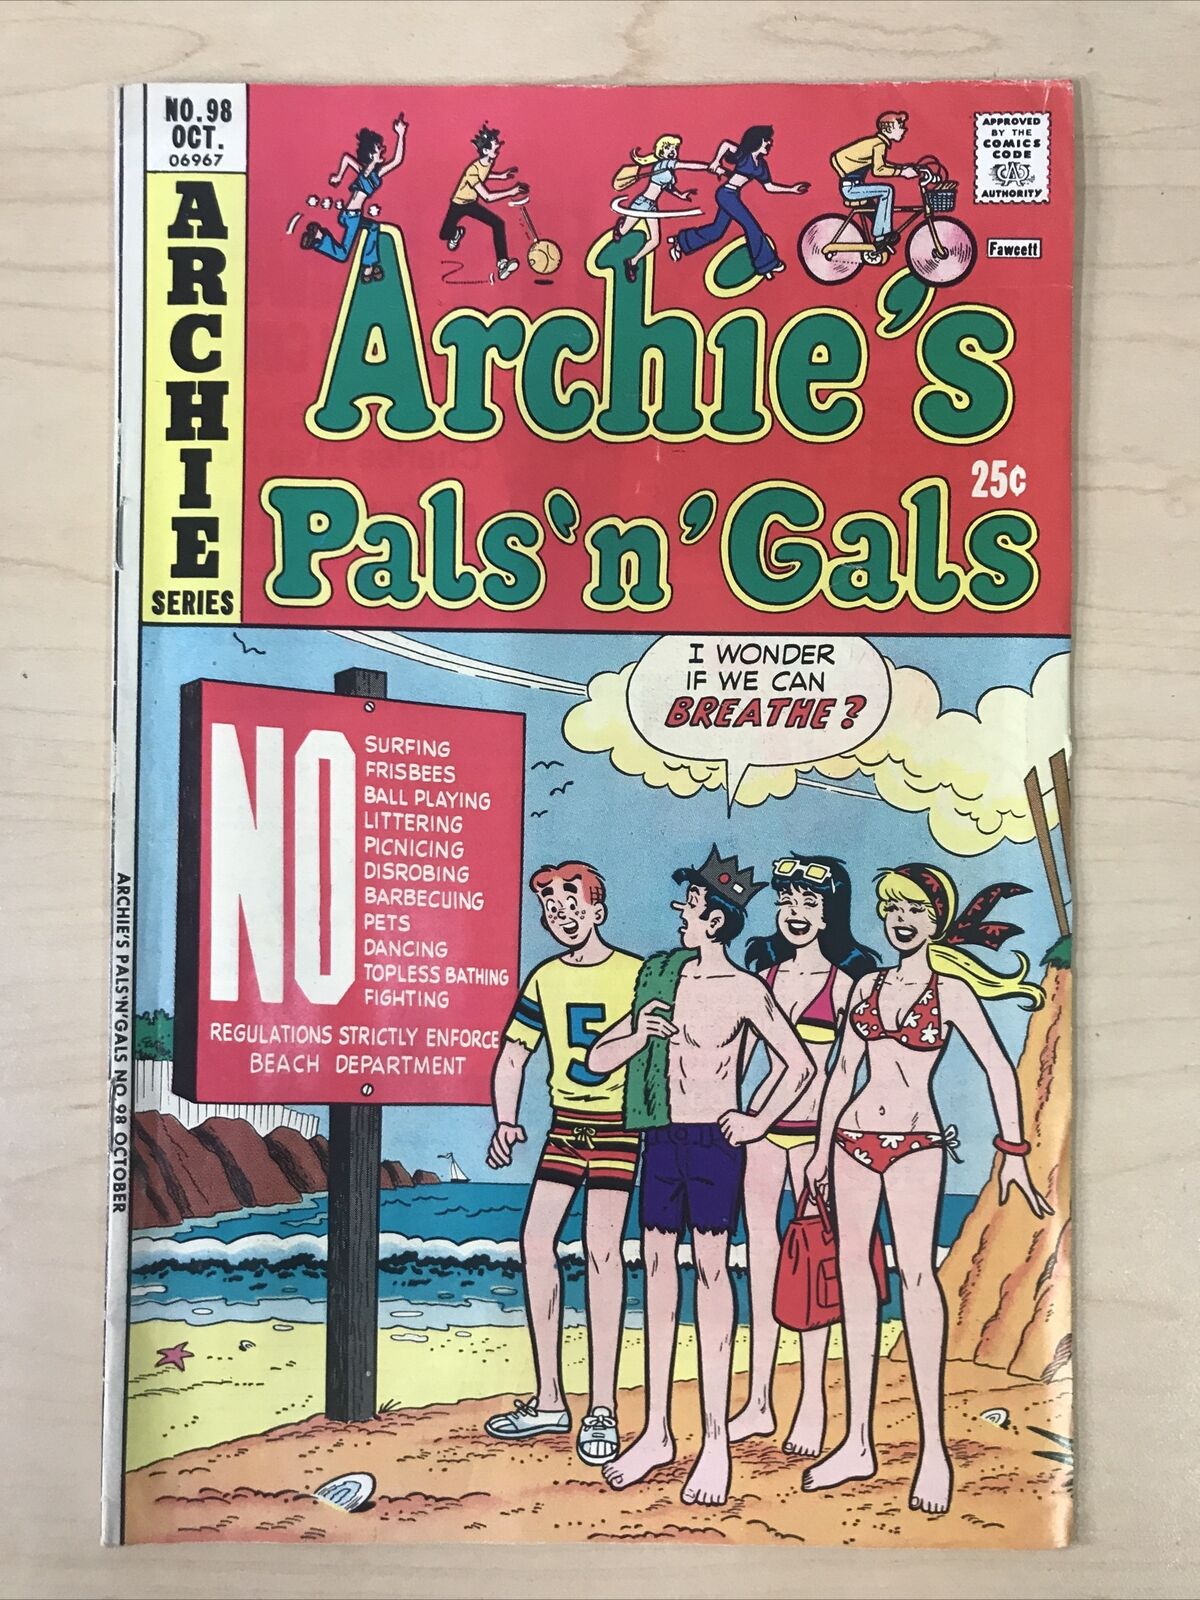 NO. 98
OCT.
06967
ARCHIE
SERIES
APPROVED
BY THE
COMICS
CODE
CA
AUTHORITY
Fawcett
Archie's
25¢
Pals 'n' Gals
I WONDER
IF WE CAN
BREATHE?
NO
SURFING
FRISBEES
BALL PLAYING
LITTERING
PICNICING
DISROBING
BARBECUING
PETS
DANCING
TOPLESS BATHING
FIGHTING
REGULATIONS STRICTLY ENFORCE
BEACH DEPARTMENT
5
ARCHIE'S PALS 'N' GALS NO. 98 OCTOBER